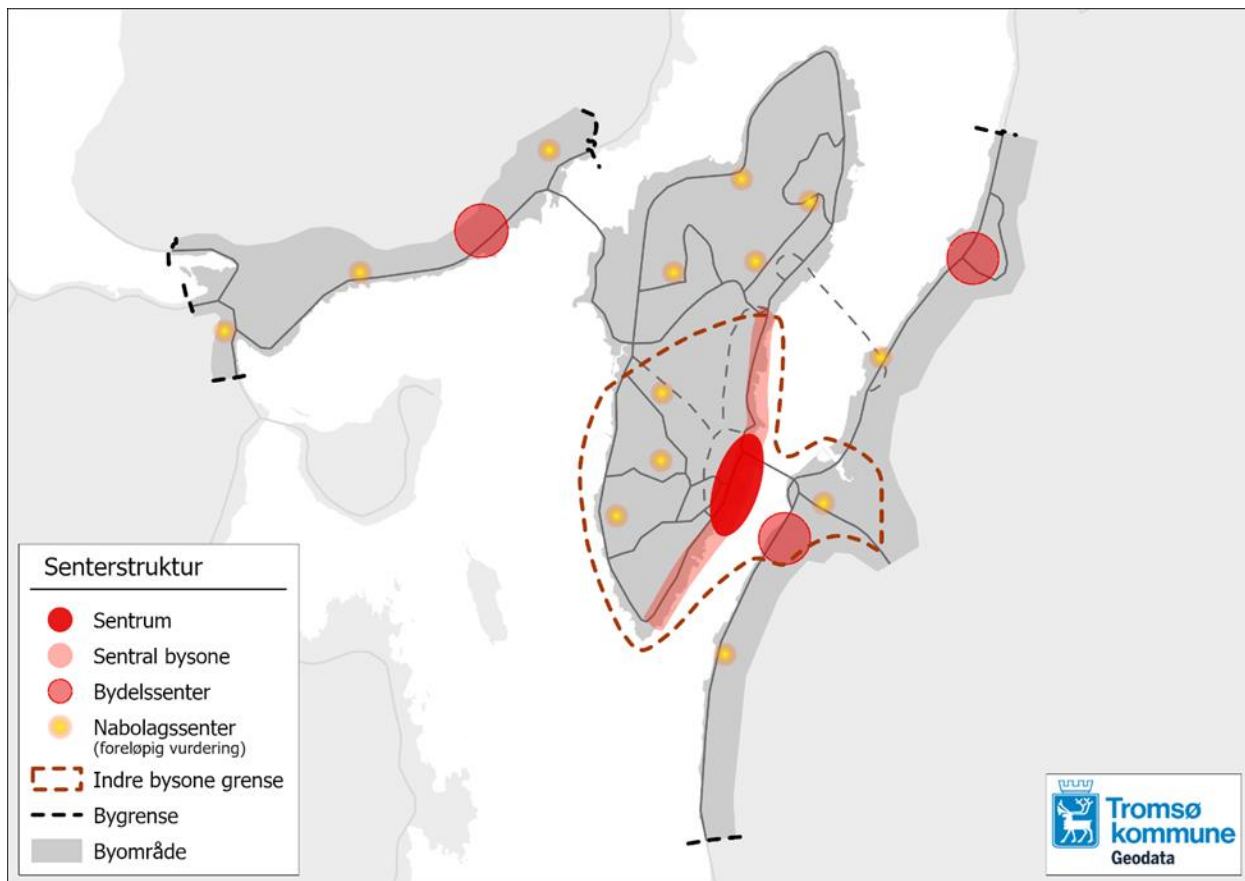 Senterstruktur
Sentrum
Sentral bysone
Bydelssenter
Nabolagssenter
(foreløpig vurdering)
Indre bysone grense
Bygrense
Byområde
Tromsø
kommune
Geodata